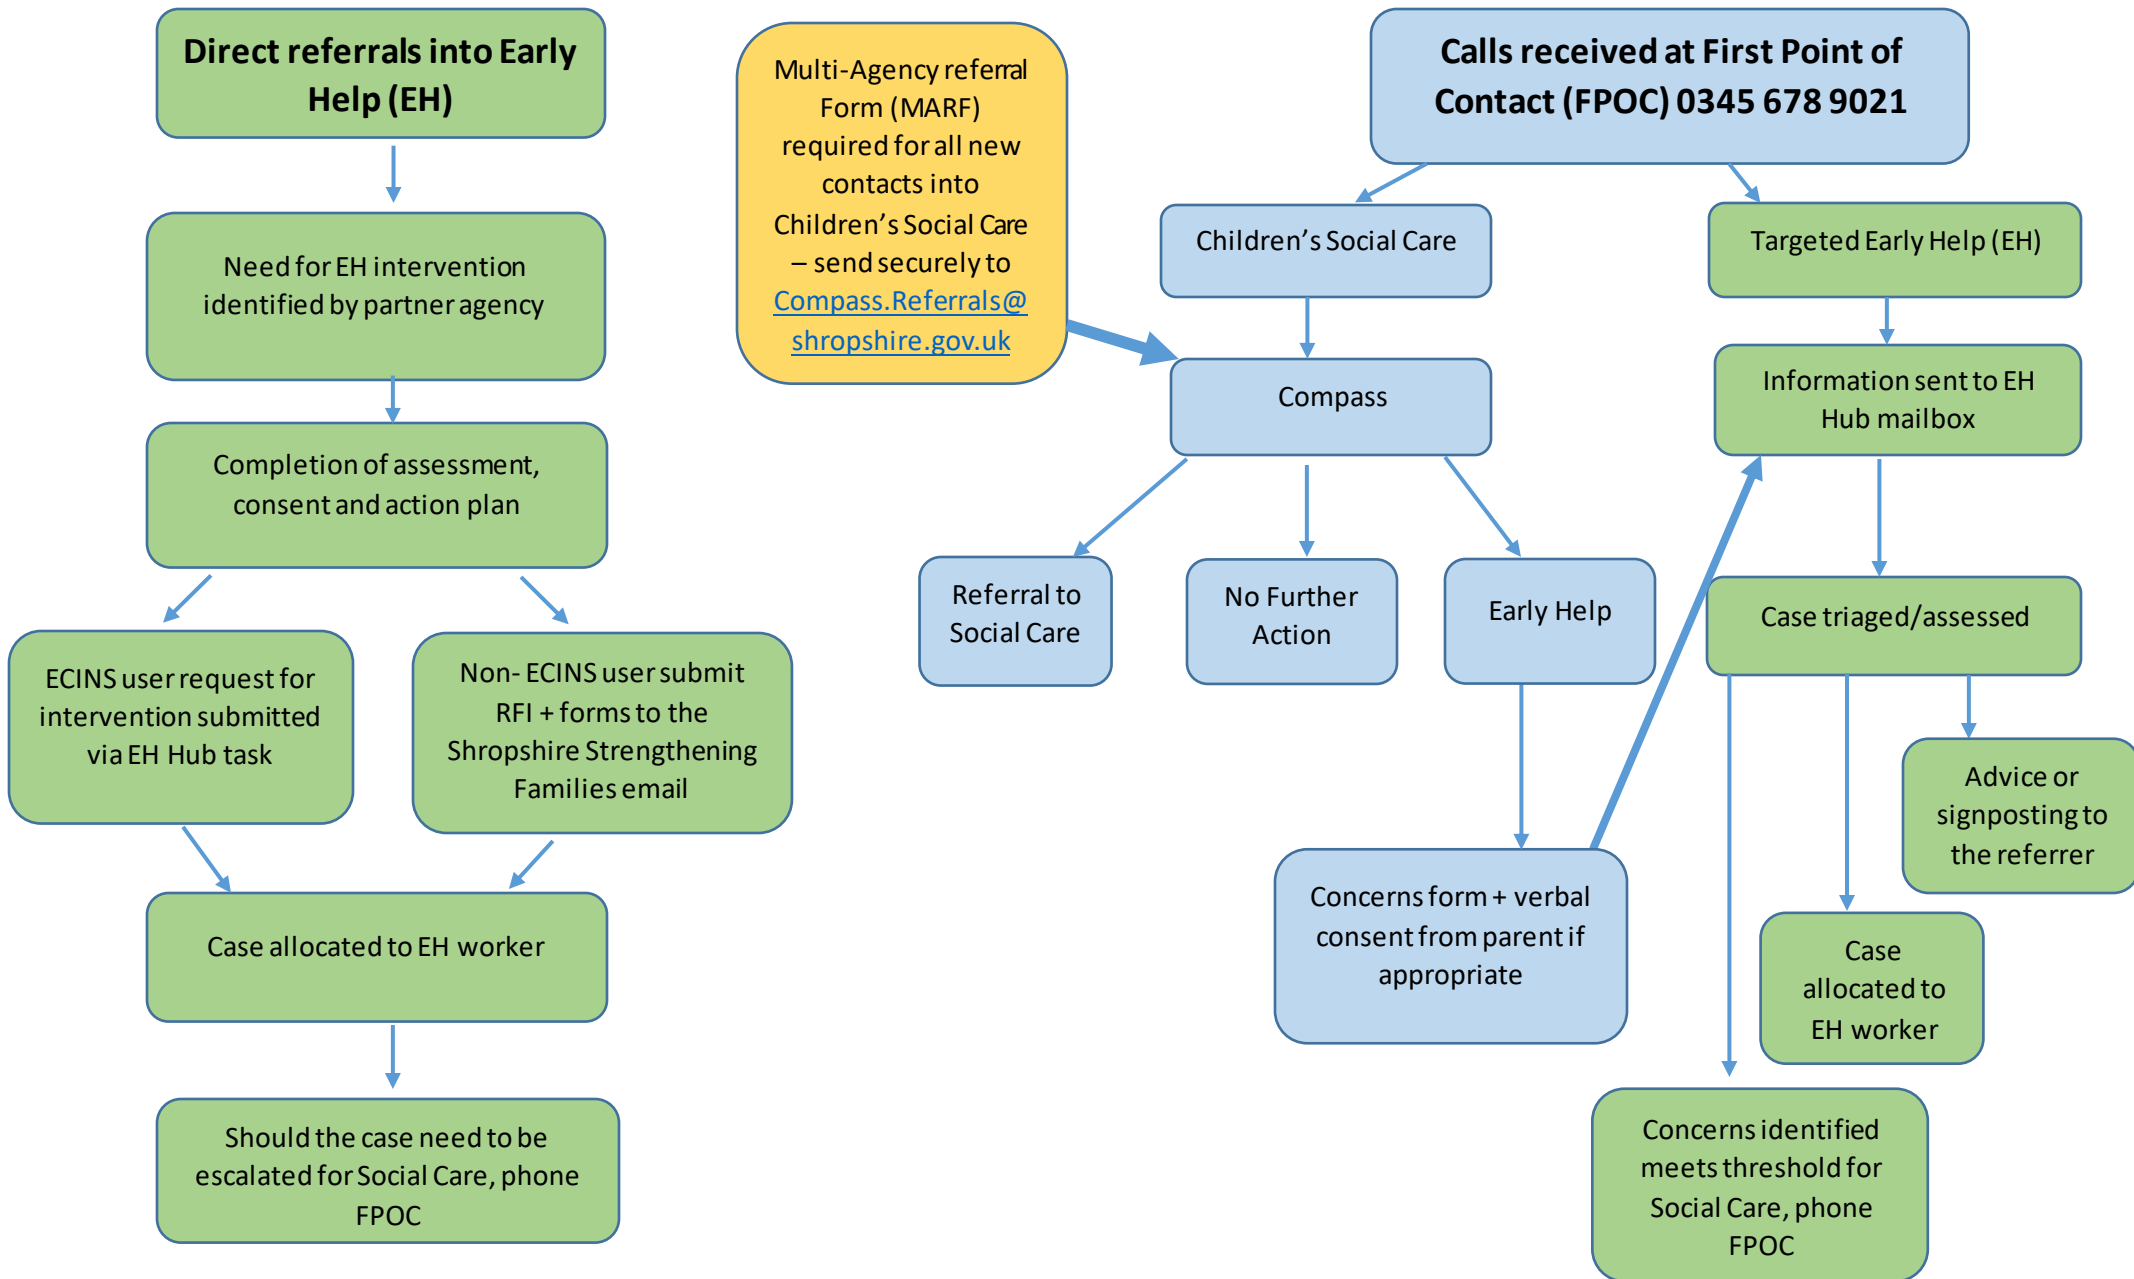 Direct referrals into Early
Help (EH)
Need for EH intervention
identified by partner agency
Completion of assessment,
consent and action plan
ECINS user request for
intervention submitted
via EH Hub task
Non- ECINS user submit
RFI + forms to the
Shropshire Strengthening
Families email
Case allocated to EH worker
Should the case need to be
escalated for Social Care, phone
FPOC
Multi-Agency referral
Form (MARF)
required for all new
contacts into
Children’s Social Care
– send securely to
Compass.Referrals@
shropshire.gov.uk
Calls received at First Point of
Contact (FPOC) 0345 678 9021
Children’s Social Care
Compass
Referral to
Social Care
No Further
Action
Early Help
Concerns form + verbal
consent from parent if
appropriate
Targeted Early Help (EH)
Information sent to EH
Hub mailbox
Case triaged/assessed
Advice or
signposting to
the referrer
Case
allocated to
EH worker
Concerns identified
meets threshold for
Social Care, phone
FPOC